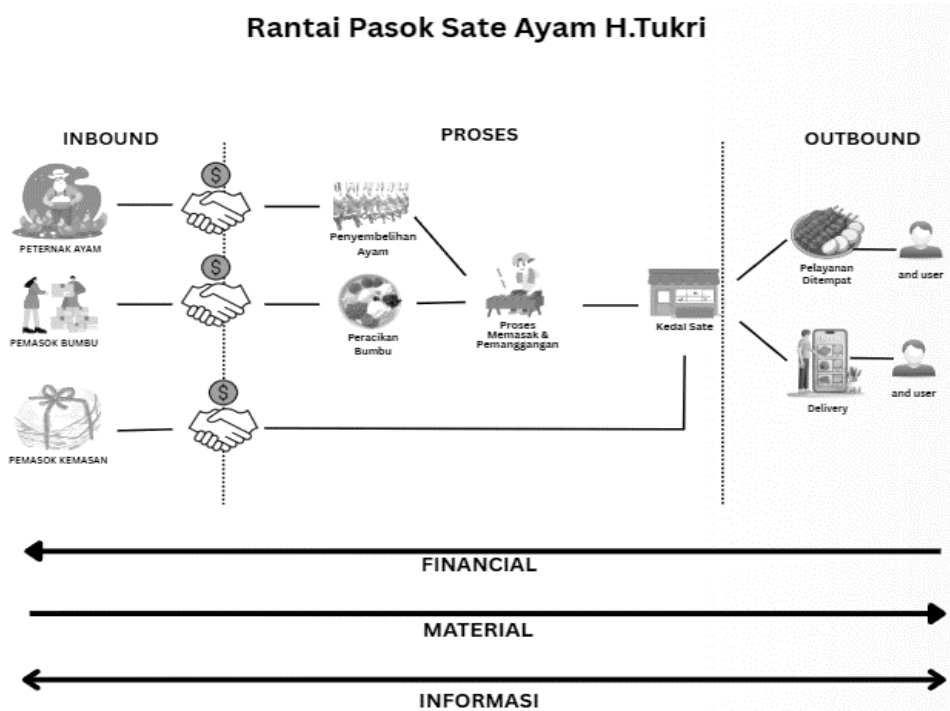 Rantai Pasok Sate Ayam H.Tukri
INBOUND
PROSES
OUTBOUND
$
PETERNAK AYAM
Penyembelihan
Ayam
Pelayanan
Ditempat
and user
$
PEMASOK BUMBU
Peracikan
Bumbu
Proses
Memasak &
Pemanggangan
Kedai Sate
$
PEMASOK KEMASAN
Delivery
and user
FINANCIAL
MATERIAL
INFORMASI